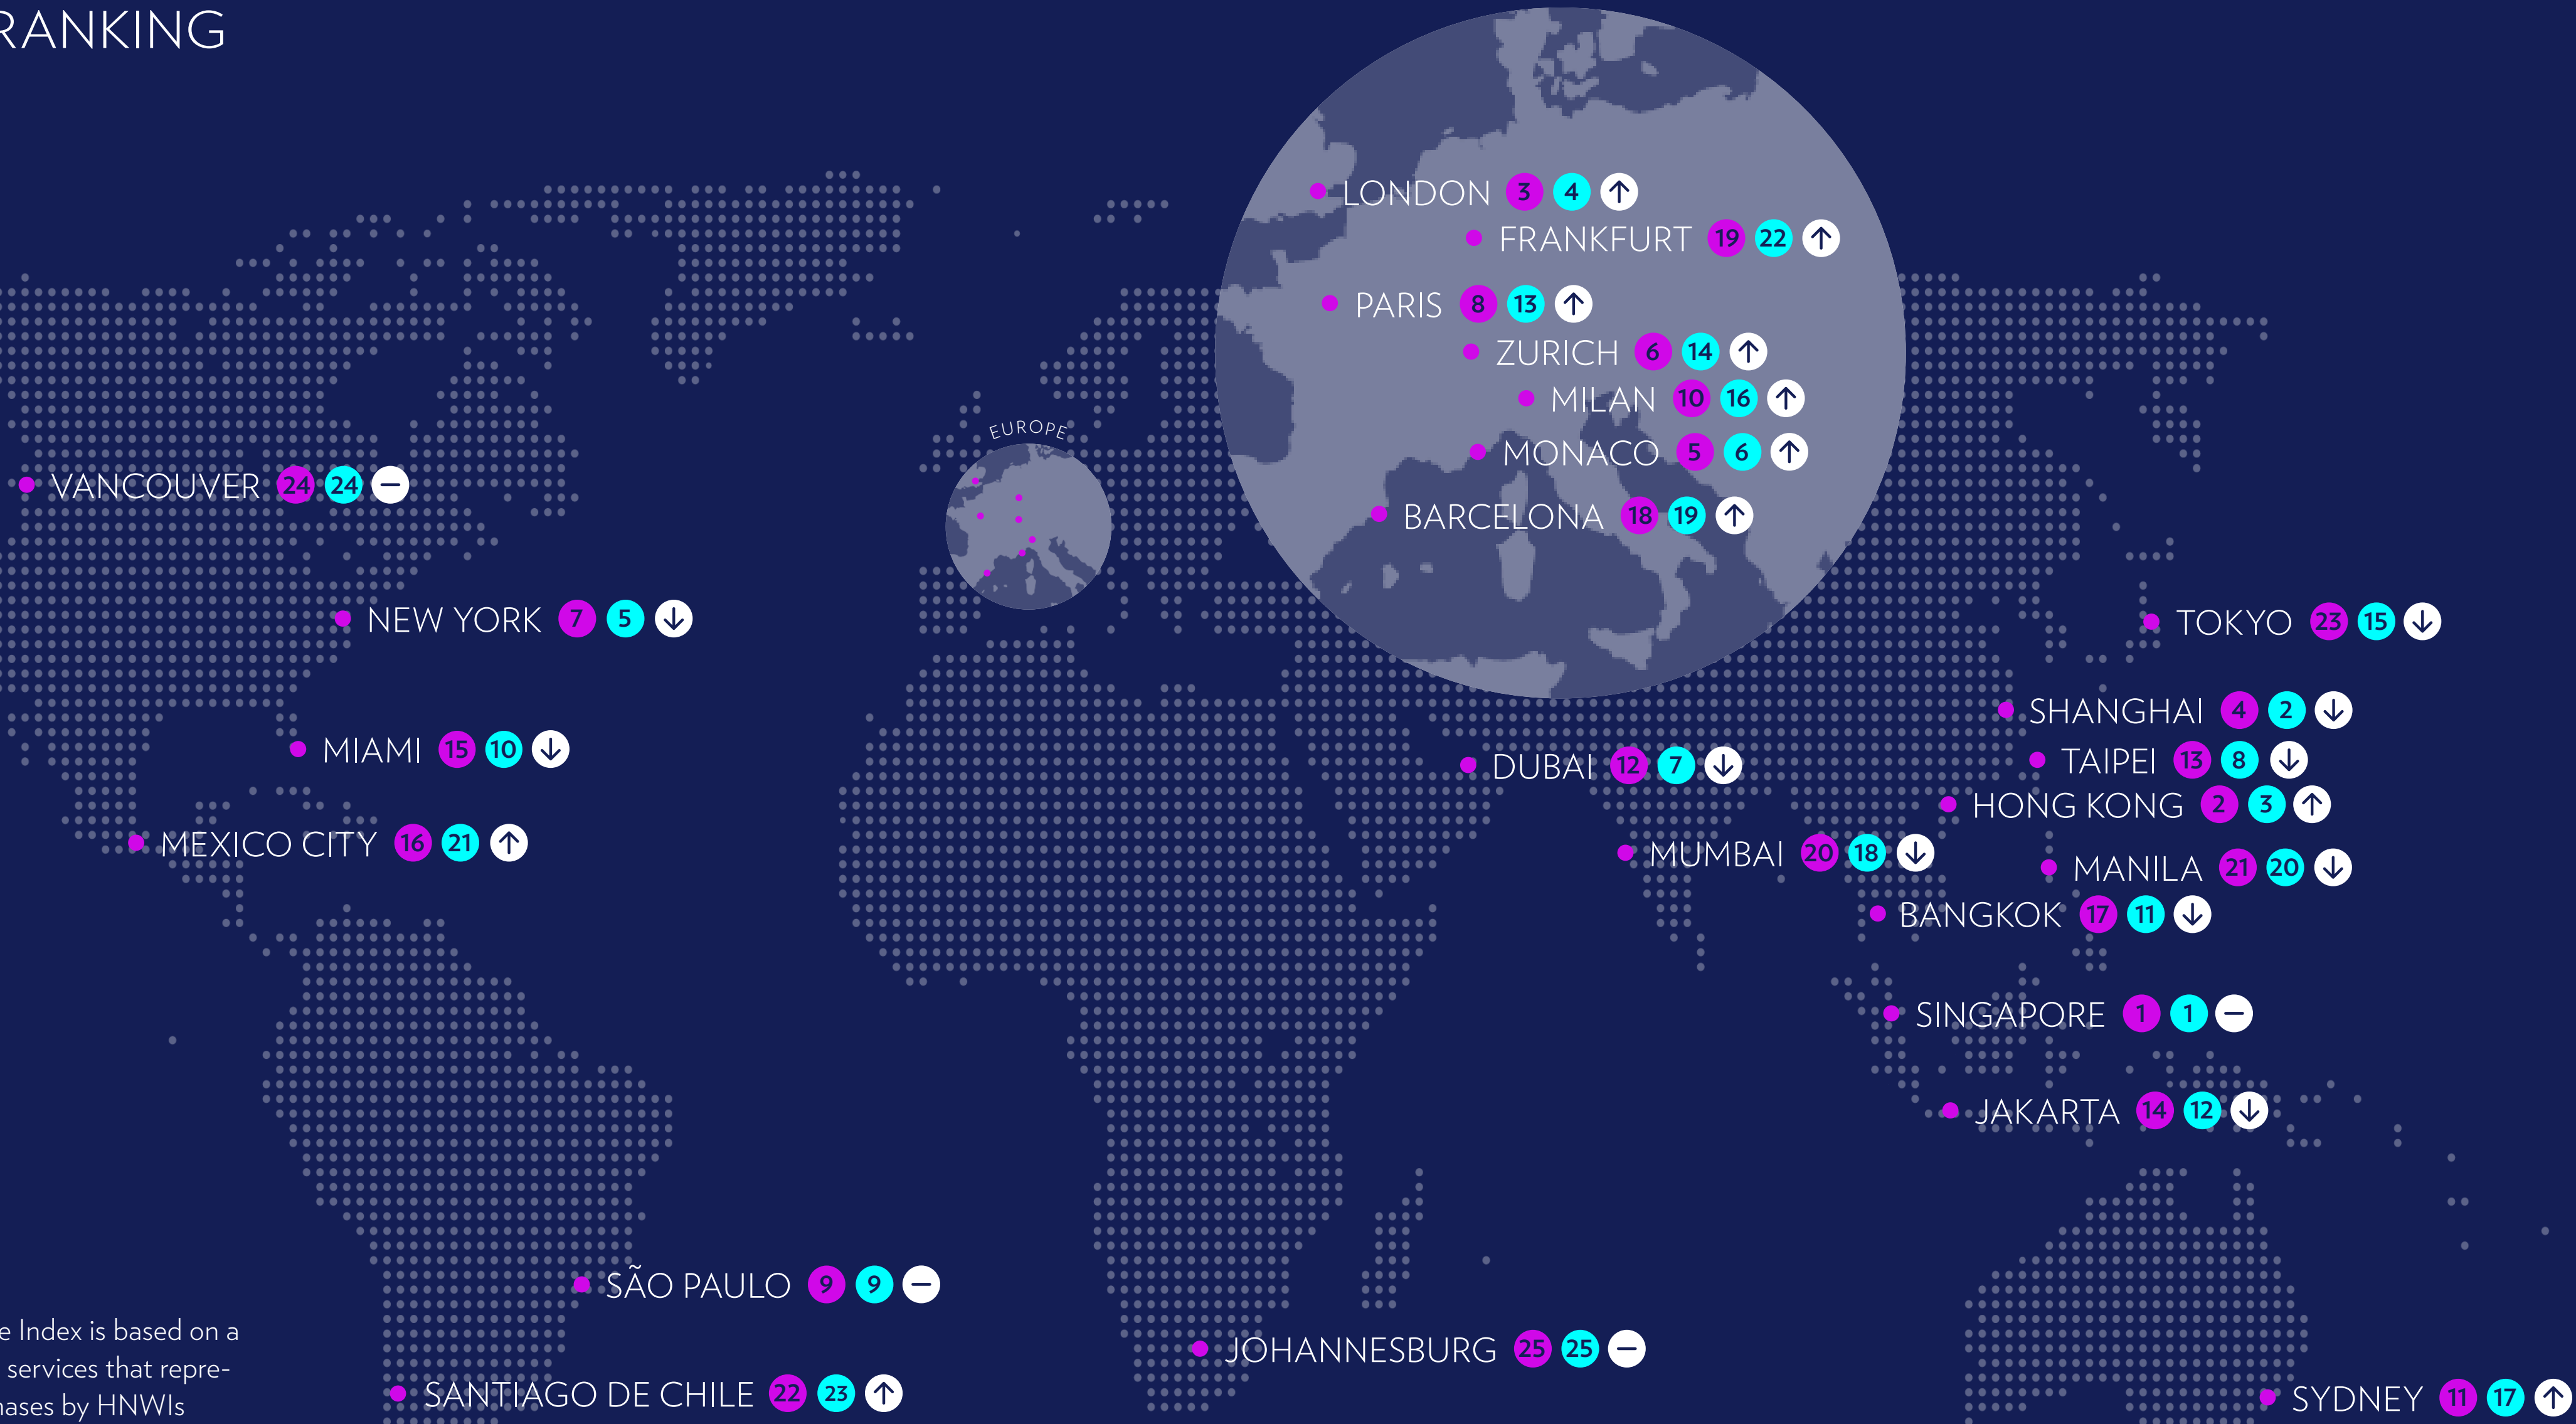 RANKING
LONDON 3 4 ↑
FRANKFURT 19 22 ↑
PARIS 8 13 ↑
ZURICH 6 14 ↑
MILAN 10 16 ↑
MONACO 5 6 ↑
BARCELONA 18 19 ↑
EUROPE
VANCOUVER 24 24 –
NEW YORK 7 5 ↓
MIAMI 15 10 ↓
MEXICO CITY 16 21 ↑
TOKYO 23 15 ↓
SHANGHAI 4 2 ↓
TAIPEI 13 8 ↓
DUBAI 12 7 ↓
HONG KONG 2 3 ↑
MUMBAI 20 18 ↓
MANILA 21 20 ↓
BANGKOK 17 11 ↓
SINGAPORE 1 1 –
JAKARTA 14 12 ↓
SÃO PAULO 9 9 –
JOHANNESBURG 25 25 –
SANTIAGO DE CHILE 22 23 ↑
SYDNEY 11 17 ↑
e Index is based on a
services that repre-
hases by HNWIs